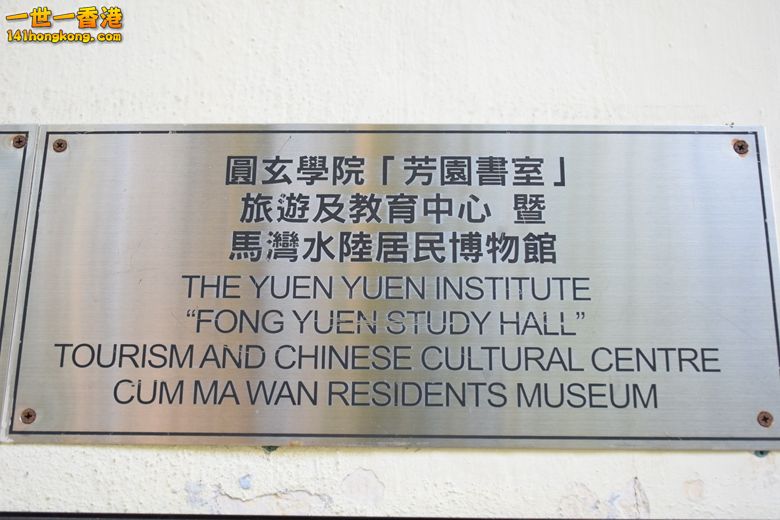 一世一香港
141hongkong.com
圓玄學院「芳園書室」
旅遊及教育中心 暨
馬灣水陸居民博物館
THE YUEN YUEN INSTITUTE
“FONG YUEN STUDY HALL”
TOURISM AND CHINESE CULTURAL CENTRE
CUM MA WAN RESIDENTS MUSEUM